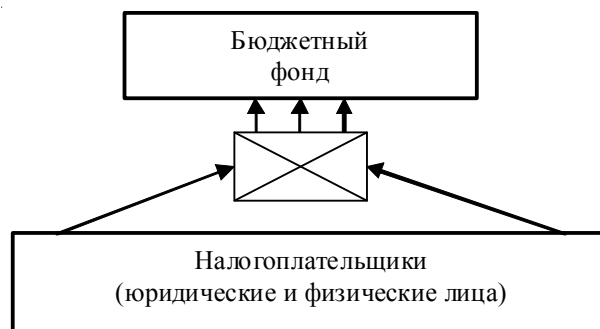 Бюджетный
фонд
Налогоплательщики
(юридические и физические лица)